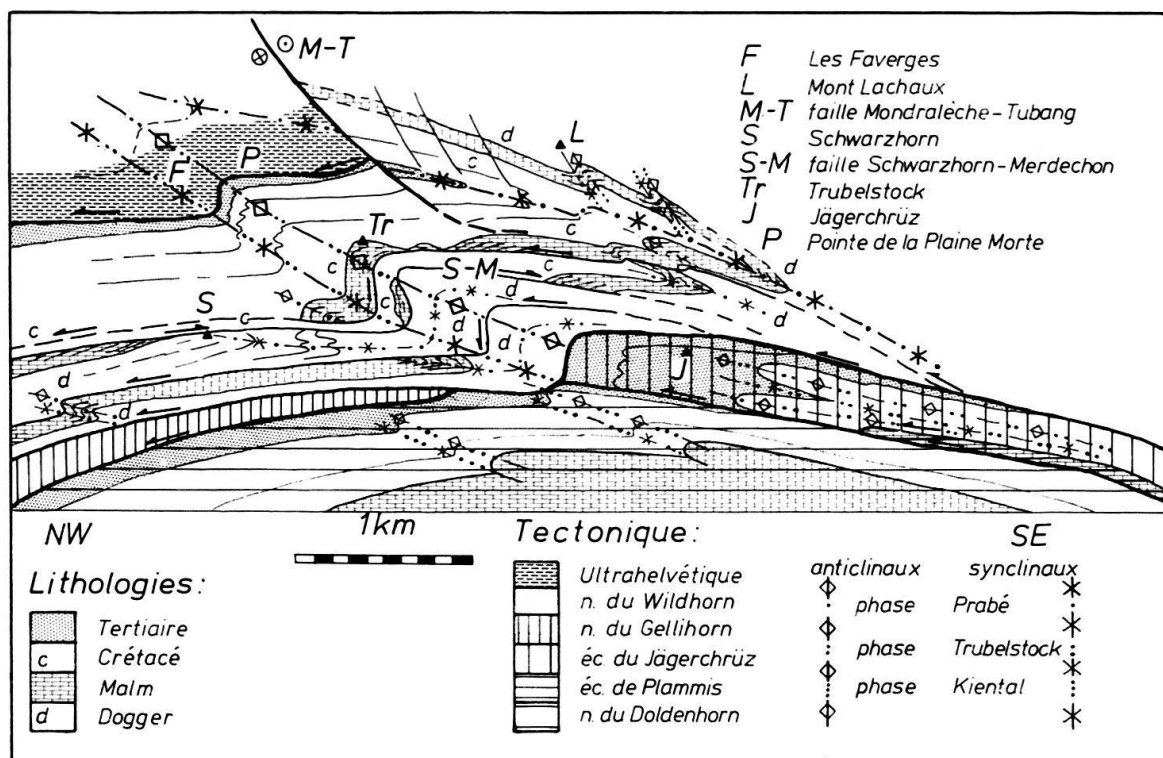 M-T
F Les Faverges
L Mont Lachaux
M-T faille Mondralèche-Tubang
S Schwarzhorn
S-M faille Schwarzhorn-Merdechon
Tr Trubelstock
J Jägerchrüz
P Pointe de la Plaine Morte
d
L
F P
c
c
Tr
c
d
S-M
c
d
S
c
c
d
c
c
d
d
J
d
d
NW
1km
Tectonique:
SE
Lithologies:
Tertiaire
c Crétacé
Malm
d Dogger
Ultrahelvétique
n. du Wildhorn
n. du Gellihorn
éc. du Jägerchrüz
éc. de Plammis
n. du Doldenhorn
anticlinaux synclinaux
phase Prabé
phase Trubelstock
phase Kiental